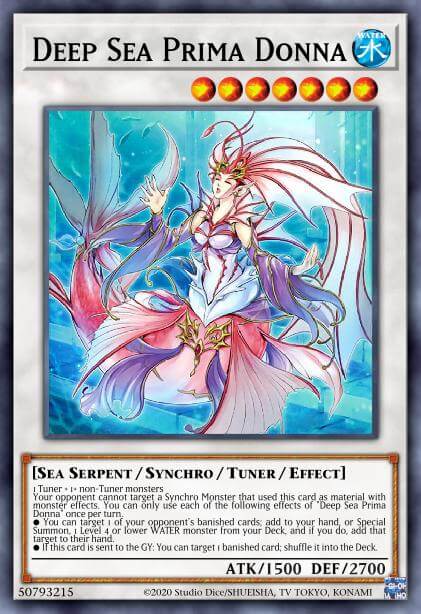 DEEP SEA PRIMA DONNA
WATER
水
[SEA SERPENT / SYNCHRO / TUNER / EFFECT]
1 Tuner + 1+ non-Tuner monsters
Your opponent cannot target a Synchro Monster that used this card as material with
monster effects. You can only use each of the following effects of "Deep Sea Prima
Donna" once per turn.
● You can target 1 of your opponent's banished cards; add to your hand, or Special
Summon, 1 Level 4 or lower WATER monster from your Deck, and if you do, add that
target to their hand.
● If this card is sent to the GY: You can target 1 banished card; shuffle it into the Deck.
ATK/1500 DEF/2700
50793215
©2020 Studio Dice/SHUEISHA, TV TOKYO, KONAMI